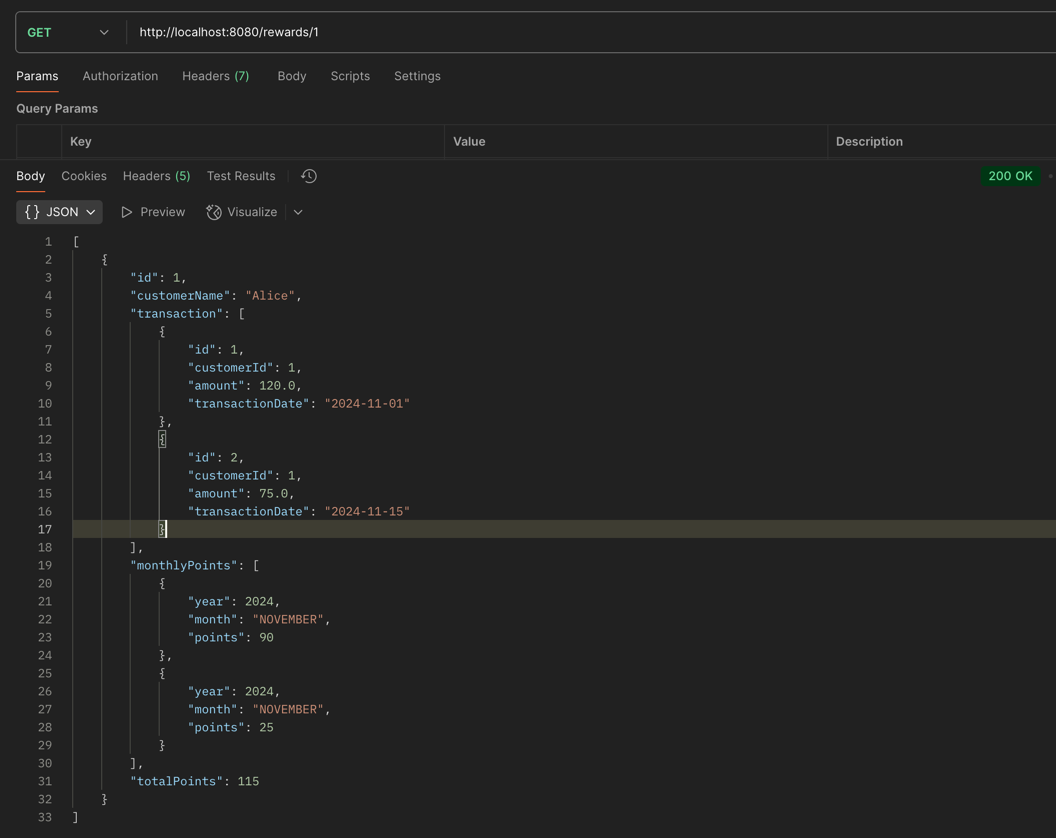 GET http://localhost:8080/rewards/1
Params Authorization Headers (7) Body Scripts Settings
Query Params
Key Value Description
Body Cookies Headers (5) Test Results 200 OK
{} JSON Preview Visualize
1 [
2 {
3 "id": 1,
4 "customerName": "Alice",
5 "transaction": [
6 {
7 "id": 1,
8 "customerId": 1,
9 "amount": 120.0,
10 "transactionDate": "2024-11-01"
11 },
12 {
13 "id": 2,
14 "customerId": 1,
15 "amount": 75.0,
16 "transactionDate": "2024-11-15"
17 }
18 ],
19 "monthlyPoints": [
20 {
21 "year": 2024,
22 "month": "NOVEMBER",
23 "points": 90
24 },
25 {
26 "year": 2024,
27 "month": "NOVEMBER",
28 "points": 25
29 }
30 ],
31 "totalPoints": 115
32 }
33 ]